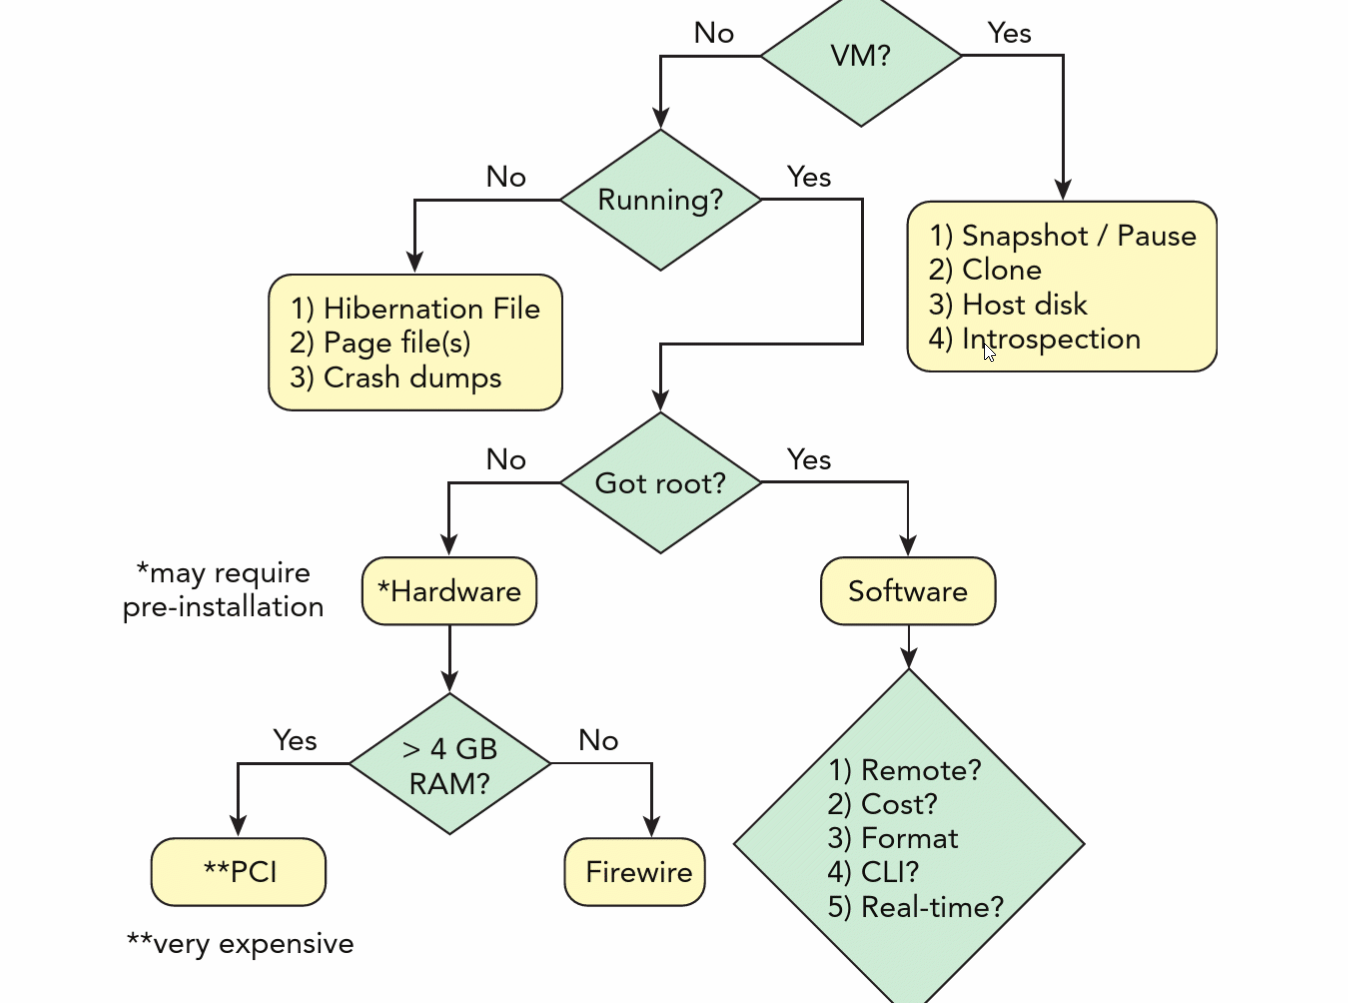 No
VM?
Yes
No
Running?
Yes
1) Snapshot / Pause
2) Clone
3) Host disk
4) Introspection
1) Hibernation File
2) Page file(s)
3) Crash dumps
No
Got root?
Yes
*may require
pre-installation
*Hardware
Software
Yes
> 4 GB
RAM?
No
1) Remote?
2) Cost?
3) Format
4) CLI?
5) Real-time?
**PCI
Firewire
**very expensive